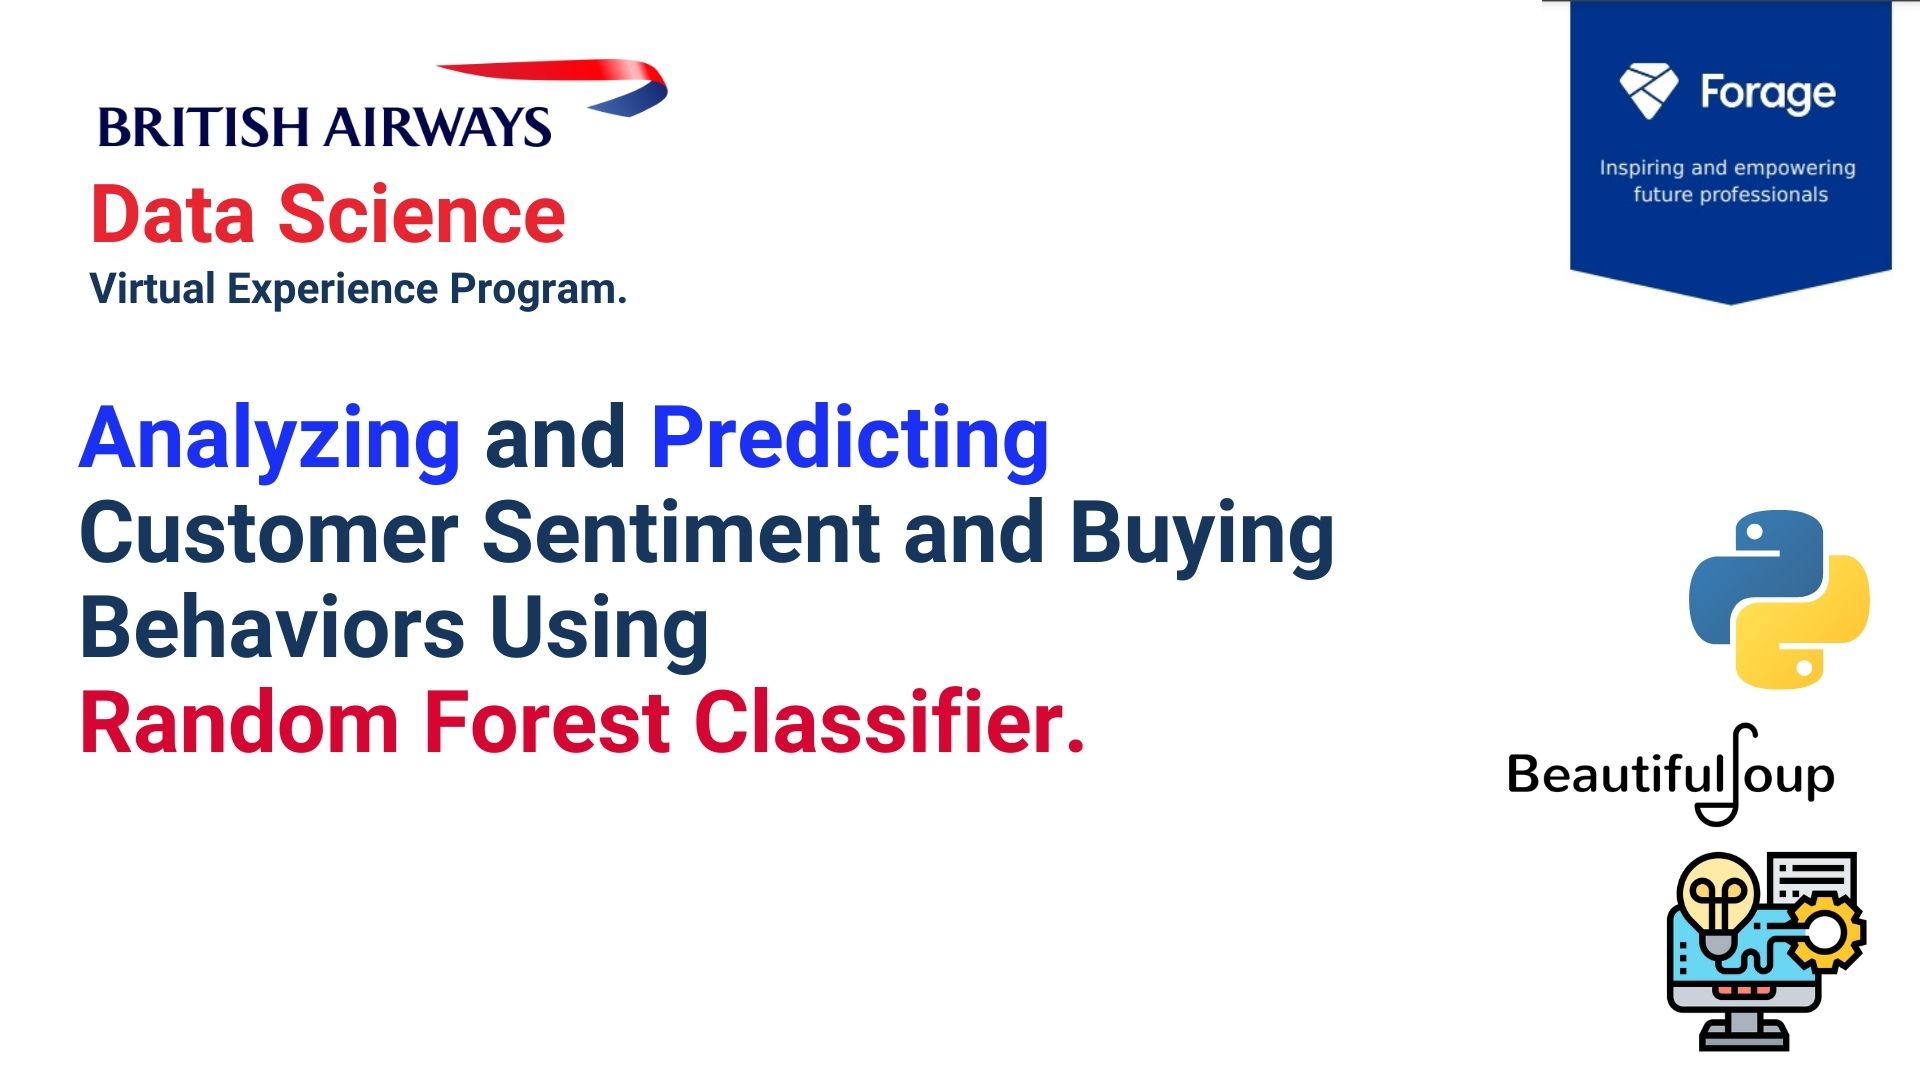 BRITISH AIRWAYS
Data Science
Virtual Experience Program.
Forage
Inspiring and empowering
future professionals
Analyzing and Predicting
Customer Sentiment and Buying
Behaviors Using
Random Forest Classifier.
BeautifulSoup